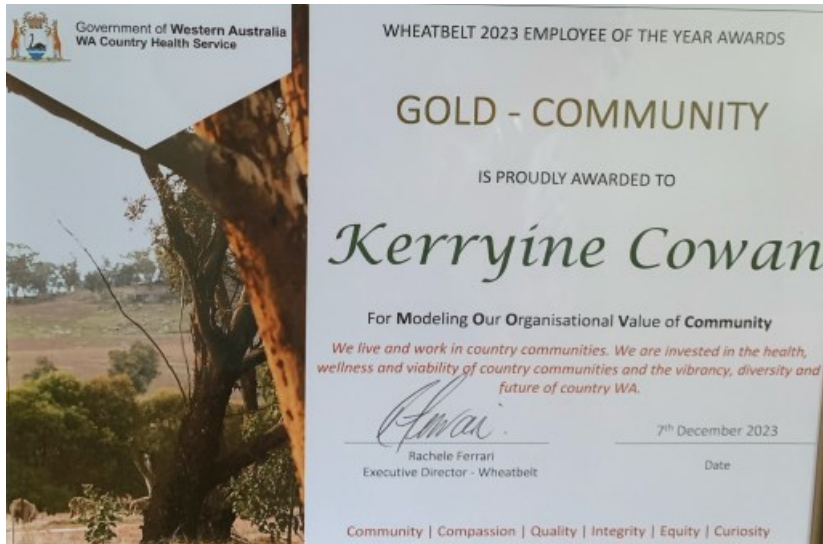 Government of Western Australia
WA Country Health Service
WHEATBELT 2023 EMPLOYEE OF THE YEAR AWARDS
GOLD - COMMUNITY
IS PROUDLY AWARDED TO
Kerryine Cowan
For Modeling Our Organisational Value of Community
We live and work in country communities. We are invested in the health,
wellness and viability of country communities and the vibrancy, diversity and
future of country WA.
7th December 2023
Rachele Ferrari
Executive Director - Wheatbelt
Date
Community | Compassion | Quality | Integrity | Equity | Curiosity